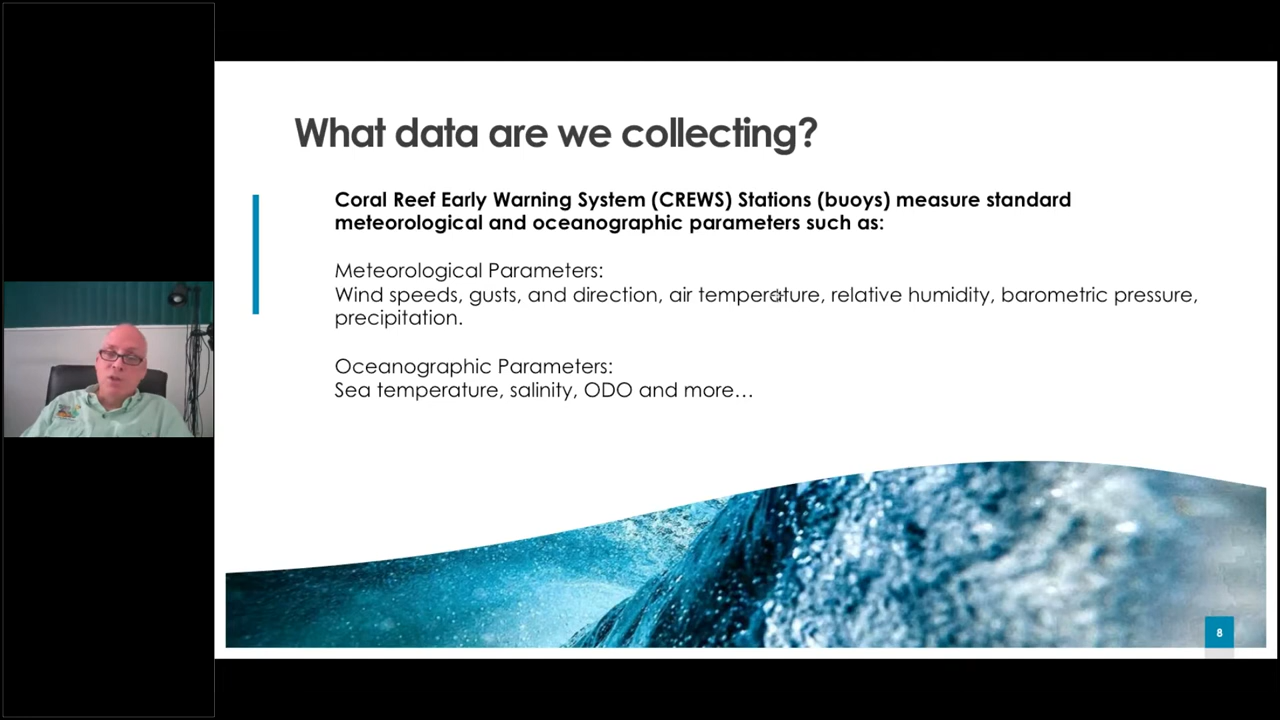 What data are we collecting?
Coral Reef Early Warning System (CREWS) Stations (buoys) measure standard
meteorological and oceanographic parameters such as:
Meteorological Parameters:
Wind speeds, gusts, and direction, air temperature, relative humidity, barometric pressure,
precipitation.
Oceanographic Parameters:
Sea temperature, salinity, ODO and more…
8